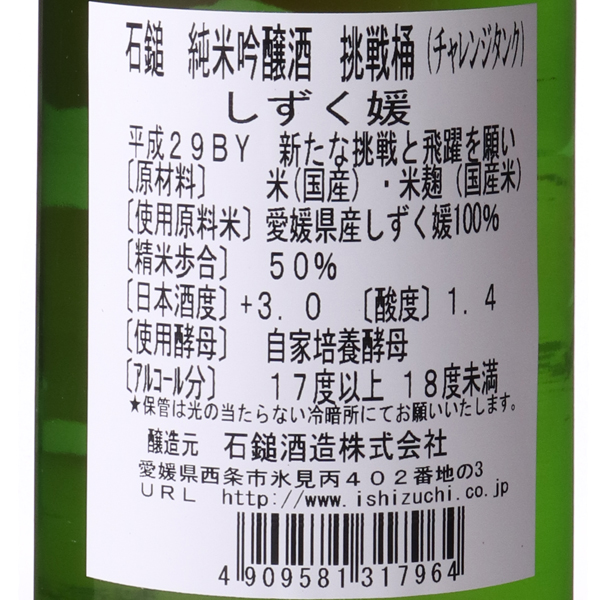 石鎚　純米吟醸酒　挑戦桶（チャレンジタンク）
しずく媛
平成２９ＢＹ　新たな挑戦と飛躍を願い
〔原材料〕　米（国産）・米麹（国産米）
〔使用原料米〕愛媛県産しずく媛100％
〔精米歩合〕　５０％
〔日本酒度〕＋３．０　〔酸度〕１．４
〔使用酵母〕　自家培養酵母
〔アルコール分〕　１７度以上 １８度未満
★保管は光の当たらない冷暗所にてお願いいたします。
醸造元　石鎚酒造株式会社
愛媛県西条市氷見丙４０２番地の3
ＵＲＬ　http://www.ishizuchi.co.jp
4 909581 317964